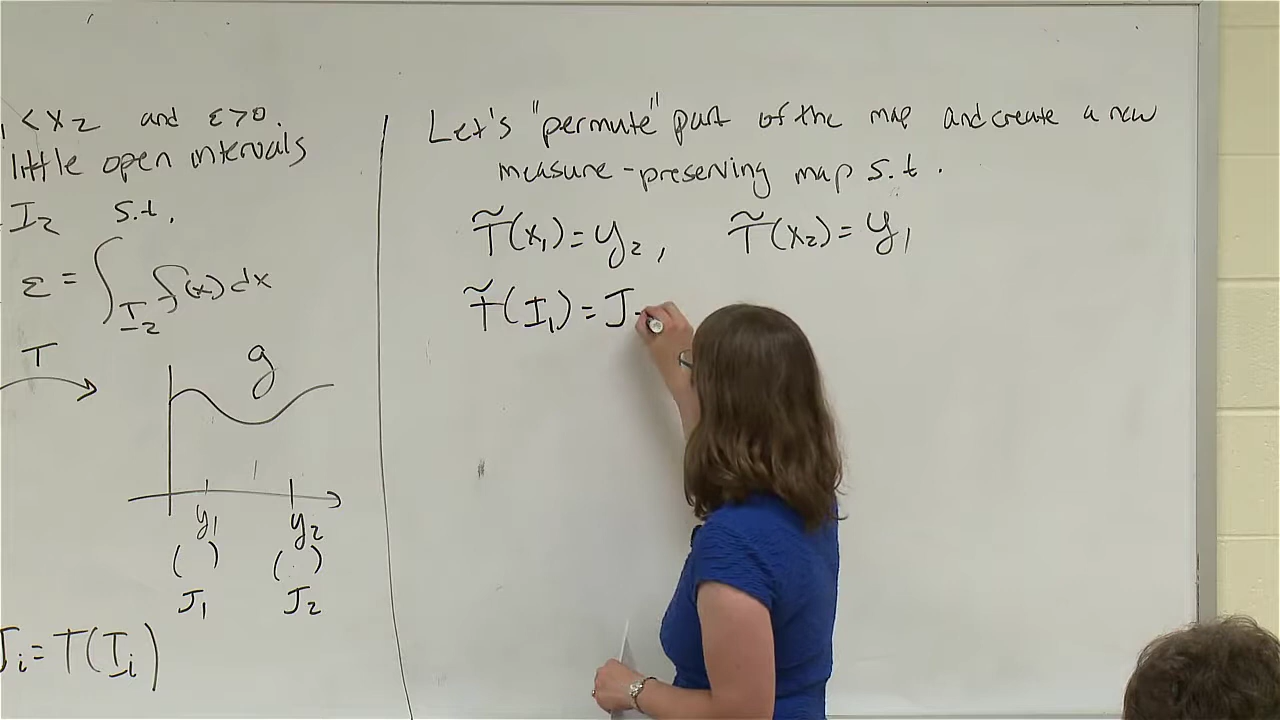 1 < x2 and ε>0.
little open intervals
I2 s.t.
ε = ∫_{I2} f(x) dx
T
g
y1 y2
( ) ( )
J1 J2
Ji = T(Ii)
Let's "permute" part of the map and create a new
measure-preserving map s.t.
T̃(x1) = y2, T̃(x2) = y1
T̃(I1) = J